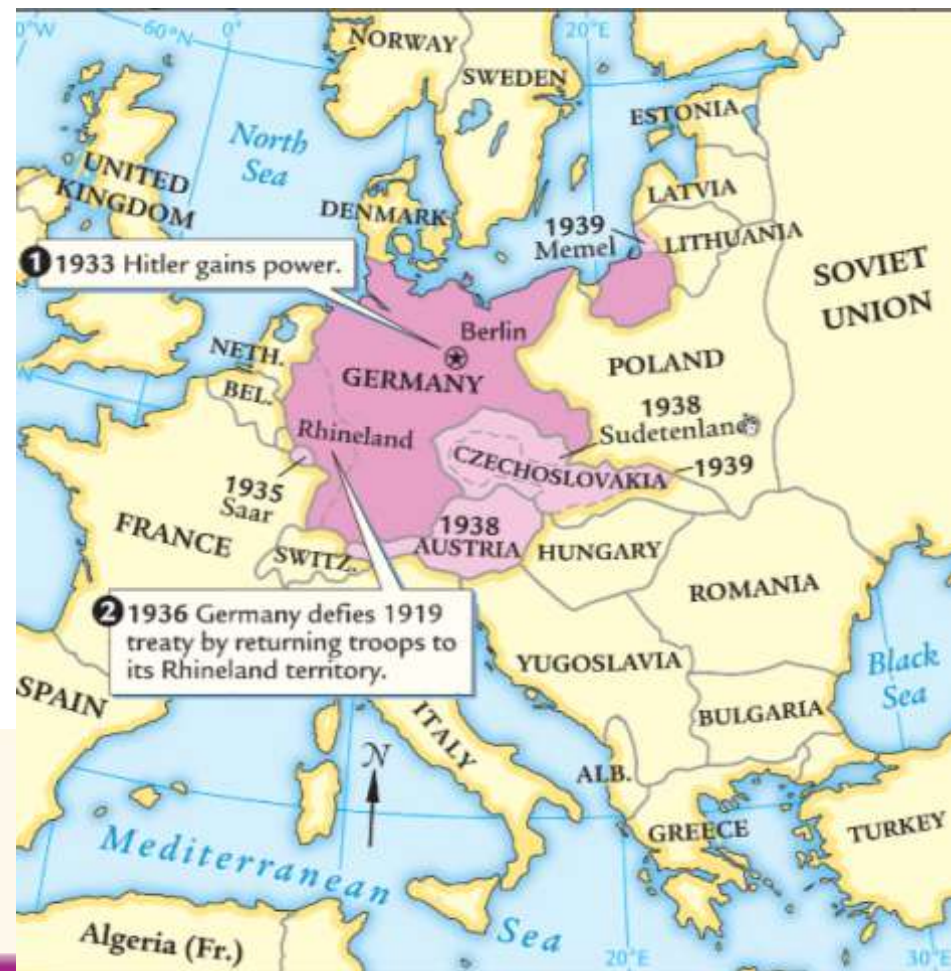 0°W
60°N
0°
20°E
NORWAY
SWEDEN
ESTONIA
North
Sea
LATVIA
UNITED
KINGDOM
DENMARK
1939
Memel
LITHUANIA
SOVIET
UNION
1 1933 Hitler gains power.
Berlin
NETH.
POLAND
BEL.
GERMANY
1938
Sudetenland
Rhineland
CZECHOSLOVAKIA
1939
1935
Saar
1938
AUSTRIA
FRANCE
SWITZ.
HUNGARY
ROMANIA
2 1936 Germany defies 1919
treaty by returning troops to
its Rhineland territory.
YUGOSLAVIA
Black
Sea
SPAIN
BULGARIA
ITALY
N
ALB.
GREECE
TURKEY
Mediterranean
Sea
Algeria (Fr.)
20°E
30°E